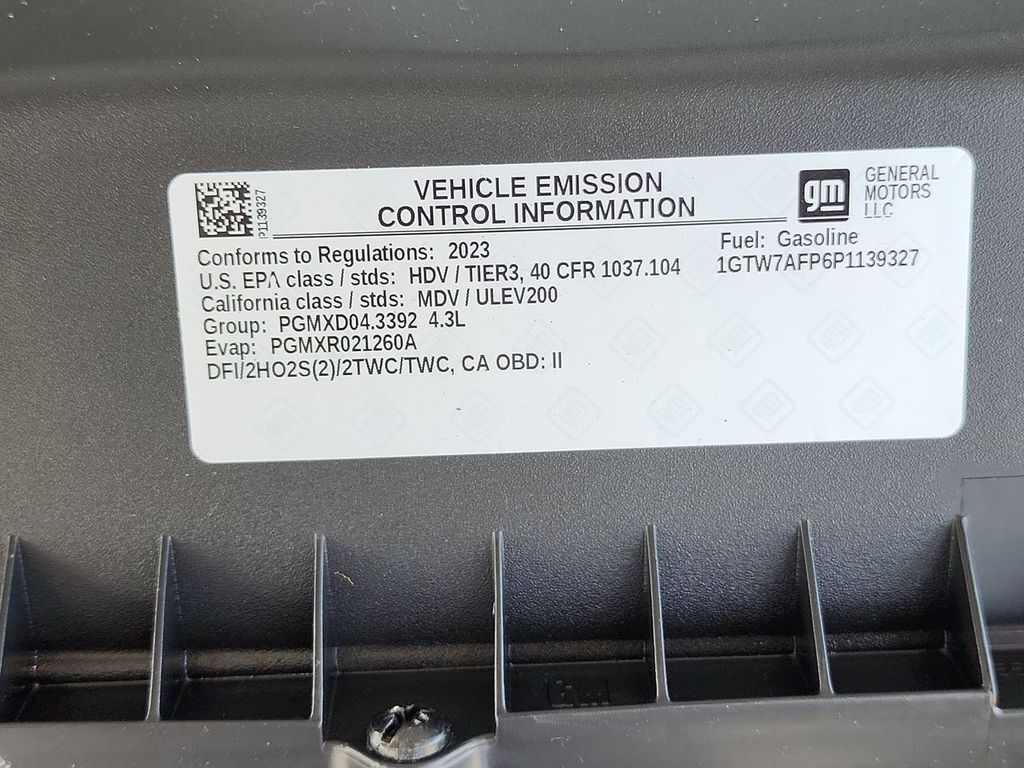 P1139327
VEHICLE EMISSION
CONTROL INFORMATION
gm
GENERAL
MOTORS
LLC
Conforms to Regulations: 2023
U.S. EPA class / stds: HDV / TIER3, 40 CFR 1037.104
California class / stds: MDV / ULEV200
Group: PGMXD04.3392 4.3L
Evap: PGMXR021260A
DFI/2HO2S(2)/2TWC/TWC, CA OBD: II
Fuel: Gasoline
1GTW7AFP6P1139327